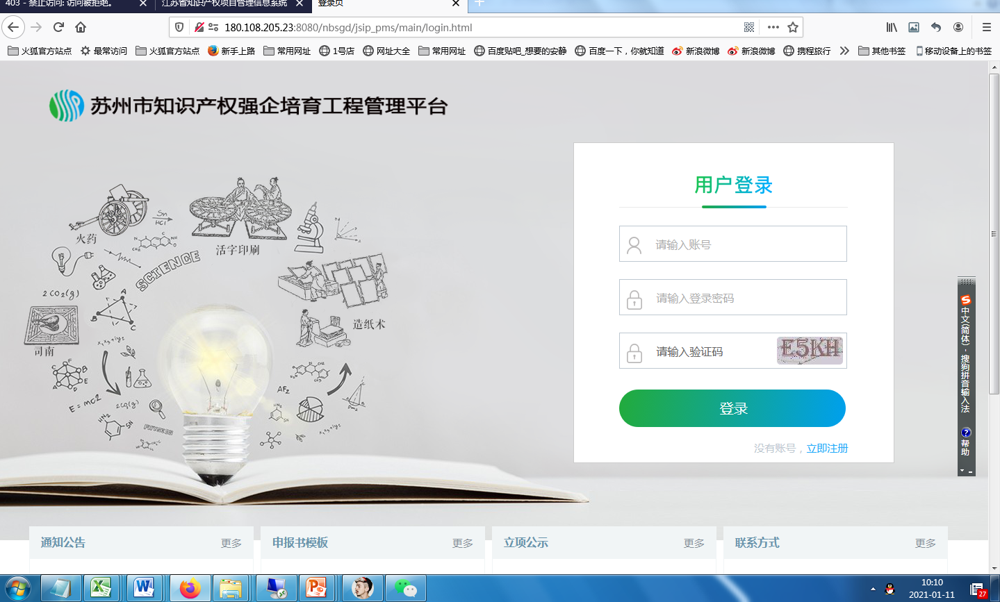 403 - 禁止访问: 访问被拒绝。
江苏省知识产权项目管理信息系统
登录页
180.108.205.23:8080/nbsgd/jsip_pms/main/login.html
火狐官方站点 最常访问 火狐官方站点 新手上路 常用网址 1号店 网址大全 常用网址 百度贴吧_想要的安静 百度一下，你就知道 新浪微博 新浪微博 携程旅行 其他书签 移动设备上的书签
苏州市知识产权强企培育工程管理平台
用户登录
请输入账号
请输入登录密码
请输入验证码
E5KH
登录
没有账号，立即注册
火药
Sn
HCl
活字印刷
SCIENCE
2CO2(g)
造纸术
司南
E=mc2
AF2
PHYSICS
中文(简体) - 搜狗拼音输入法
帮助
通知公告 更多
申报书模板 更多
立项公示 更多
联系方式 更多
10:10
2021-01-11
27